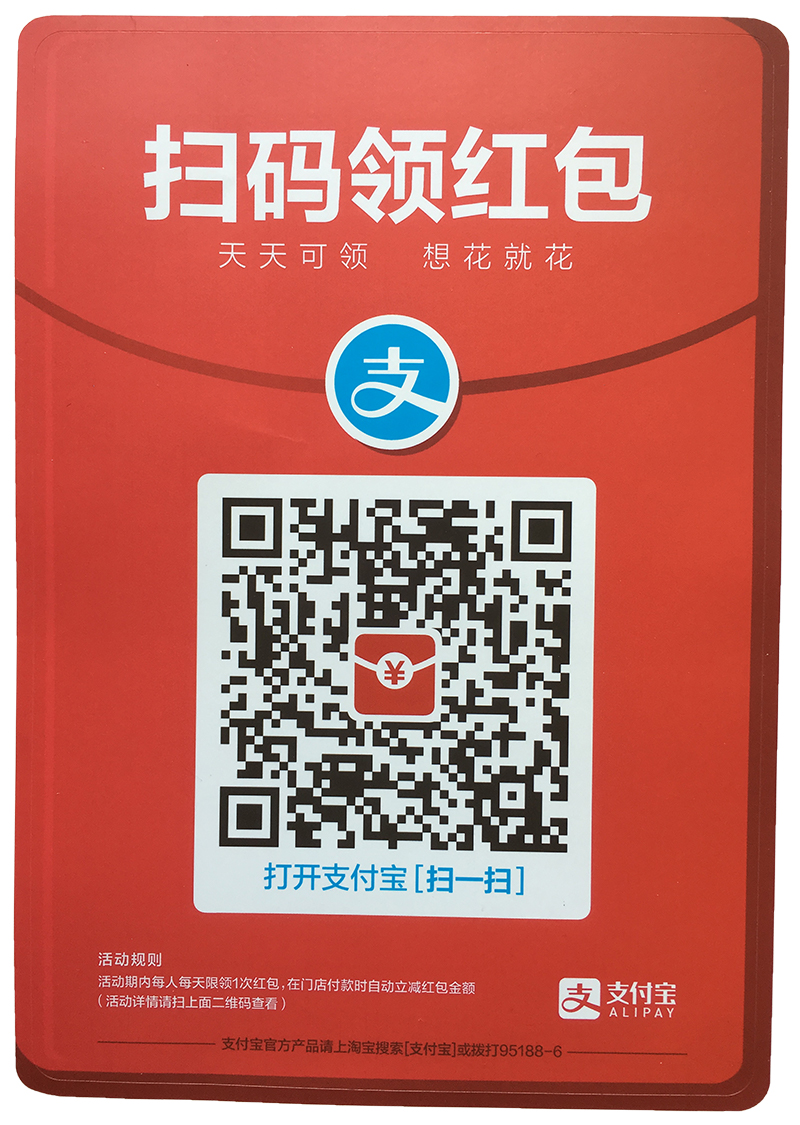 扫码领红包
天天可领 想花就花
支
¥
打开支付宝[扫一扫]
活动规则
活动期内每人每天限领1次红包,在门店付款时自动立减红包金额
(活动详情请扫上面二维码查看)
支 支付宝
ALIPAY
支付宝官方产品请上淘宝搜索[支付宝]或拨打95188-6